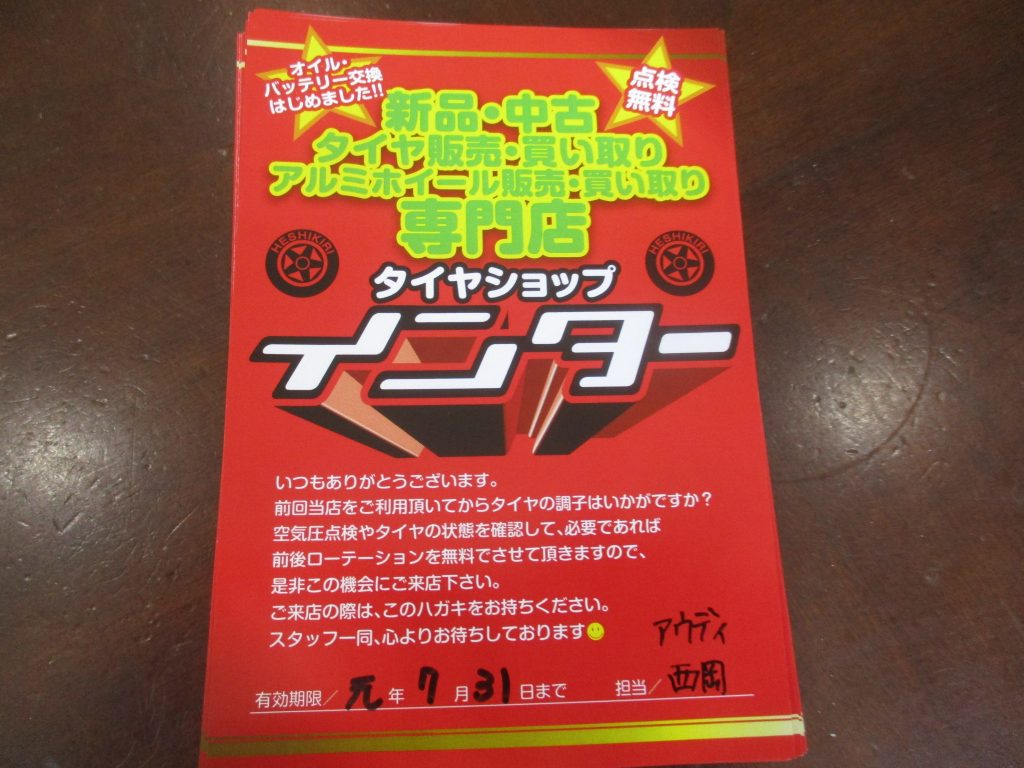 オイル・
バッテリー交換
はじめました!!
点検
無料
新品・中古
タイヤ販売・買い取り
アルミホイール販売・買い取り
専門店
HESHIKIRI
HESHIKIRI
タイヤショップ
インター
いつもありがとうございます。
前回当店をご利用頂いてからタイヤの調子はいかがですか？
空気圧点検やタイヤの状態を確認して、必要であれば
前後ローテーションを無料でさせて頂きますので、
是非この機会にご来店下さい。
ご来店の際は、このハガキをお持ちください。
スタッフ一同、心よりお待ちしております
アウディ
有効期限／元年7月31日まで 担当／西岡